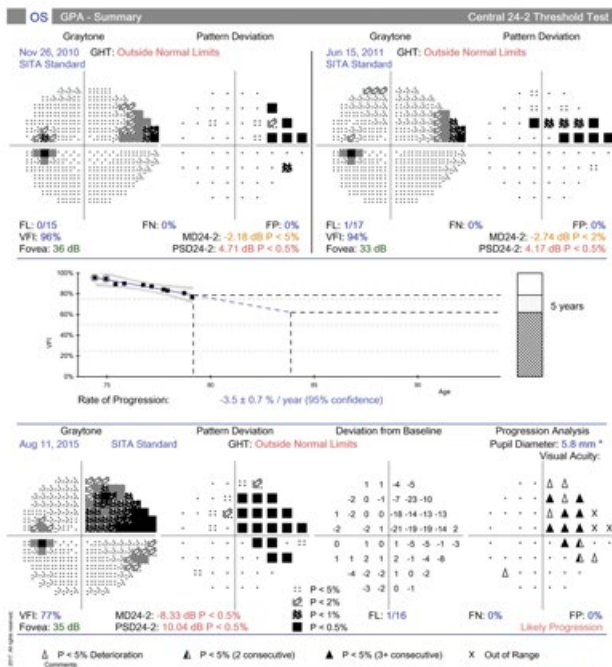 OS GPA - Summary Central 24-2 Threshold Test
Graytone Pattern Deviation Graytone Pattern Deviation
Nov 26, 2010 GHT: Outside Normal Limits Jun 15, 2011 GHT: Outside Normal Limits
SITA Standard SITA Standard
FL: 0/15 FN: 0% FP: 0% FL: 1/17 FN: 0% FP: 0%
VFI: 96% MD24-2: -2.18 dB P < 5% VFI: 94% MD24-2: -2.74 dB P < 2%
Fovea: 36 dB PSD24-2: 4.71 dB P < 0.5% Fovea: 33 dB PSD24-2: 4.17 dB P < 0.5%
100%
80%
60%
40%
20%
0%
VFI
5 years
75 80 85 90 Age
Rate of Progression: -3.5 ± 0.7 % / year (95% confidence)
Graytone Pattern Deviation Deviation from Baseline Progression Analysis
Aug 11, 2015 SITA Standard GHT: Outside Normal Limits Pupil Diameter: 5.8 mm *
Visual Acuity:
1 1 -4 -5
-2 0 -1 -7 -23 -10
1 -2 0 0 -18 -14 -13 -13
-2 -2 1 -21 -19 -19 -14 2
0 1 0 1 -5 -5 -1 -3
1 1 2 1 2 -1 -4 -8
-4 -2 -2 1 0 -2
-3 -2 0 -1
P < 5%
P < 2%
P < 1%
P < 0.5%
VFI: 77% MD24-2: -8.33 dB P < 0.5% FL: 1/16 FN: 0% FP: 0%
Fovea: 35 dB PSD24-2: 10.04 dB P < 0.5% Likely Progression
P < 5% Deterioration P < 5% (2 consecutive) P < 5% (3+ consecutive) X Out of Range
Comments: